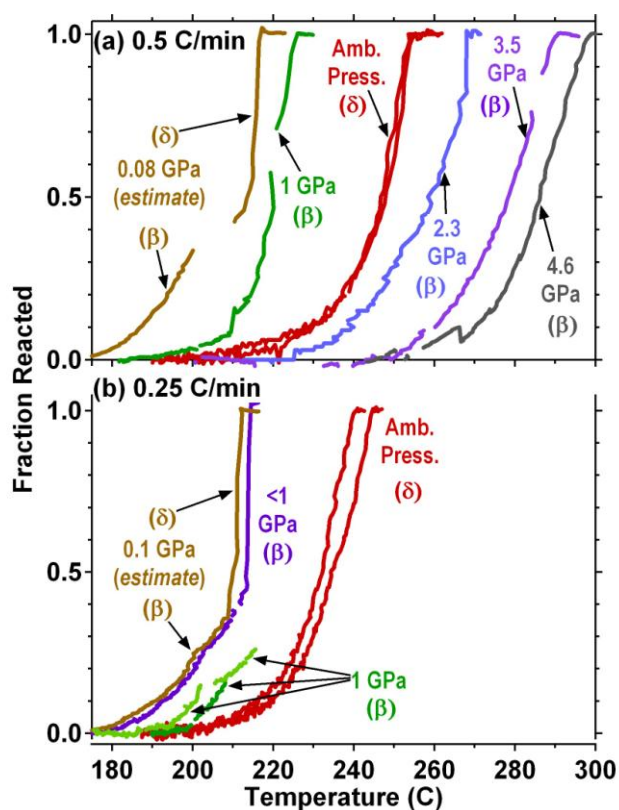 (a) 0.5 C/min
Amb.
Press.
(δ)
3.5
GPa
(β)
(δ)
0.08 GPa
(estimate)
(β)
1 GPa
(β)
2.3
GPa
(β)
4.6
GPa
(β)
1.0
0.5
0.0
(b) 0.25 C/min
Amb.
Press.
(δ)
<1
GPa
(β)
(δ)
0.1 GPa
(estimate)
(β)
1 GPa
(β)
1.0
0.5
0.0
Fraction Reacted
180 200 220 240 260 280 300
Temperature (C)